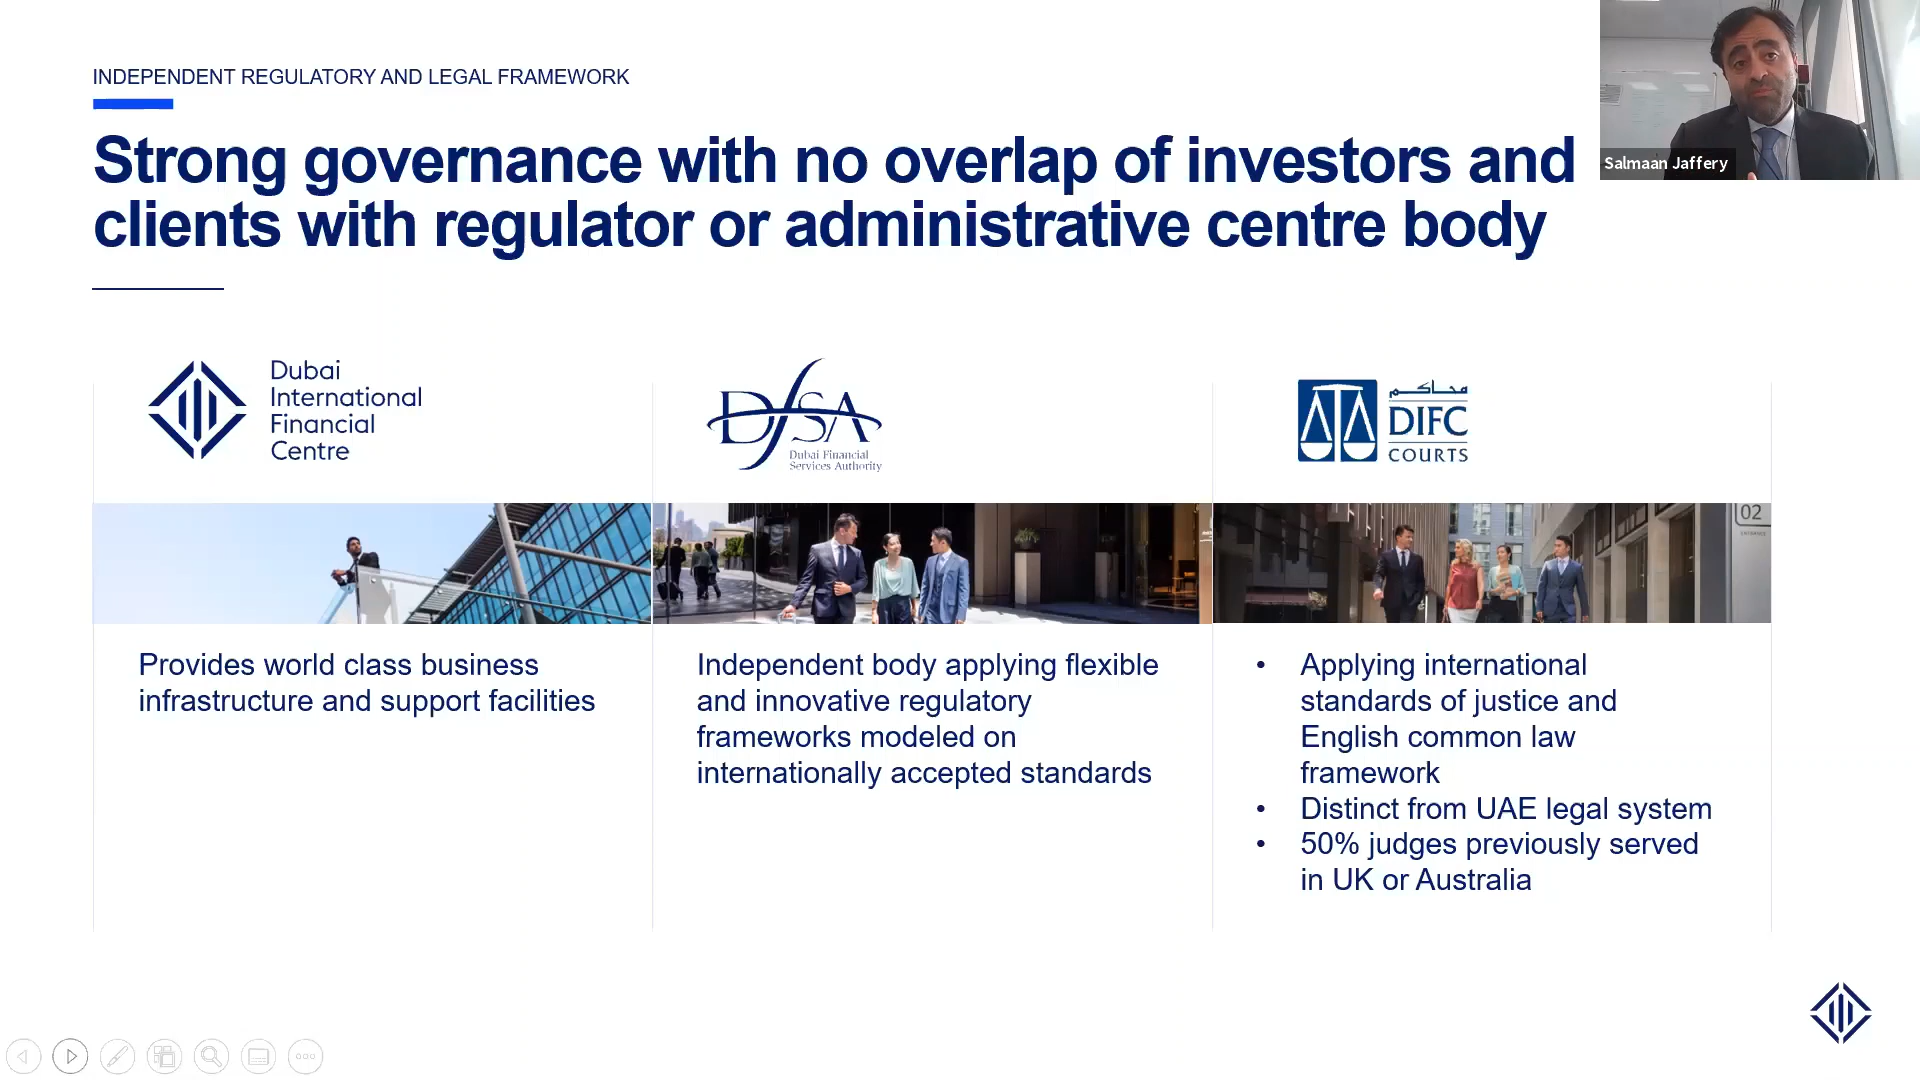 INDEPENDENT REGULATORY AND LEGAL FRAMEWORK
Strong governance with no overlap of investors and
clients with regulator or administrative centre body
Salmaan Jaffery
Dubai
International
Financial
Centre
DFSA
Dubai Financial
Services Authority
محاكم
DIFC
COURTS
02
Provides world class business
infrastructure and support facilities
Independent body applying flexible
and innovative regulatory
frameworks modeled on
internationally accepted standards
• Applying international
standards of justice and
English common law
framework
• Distinct from UAE legal system
• 50% judges previously served
in UK or Australia